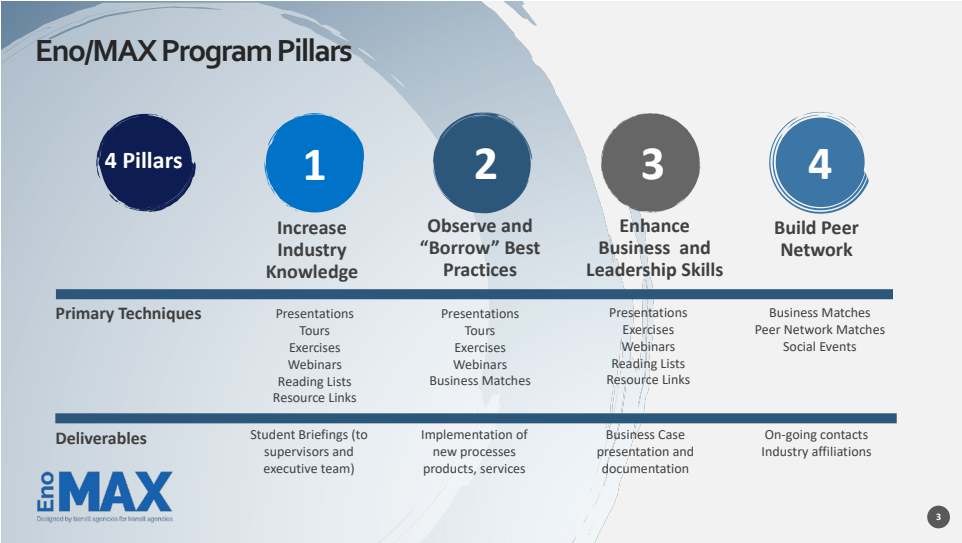 Eno/MAX Program Pillars
4 Pillars
1
2
3
4
Increase
Industry
Knowledge
Observe and
“Borrow” Best
Practices
Enhance
Business and
Leadership Skills
Build Peer
Network
Primary Techniques
Presentations
Tours
Exercises
Webinars
Reading Lists
Resource Links
Presentations
Tours
Exercises
Webinars
Business Matches
Presentations
Exercises
Webinars
Reading Lists
Resource Links
Business Matches
Peer Network Matches
Social Events
Deliverables
Student Briefings (to
supervisors and
executive team)
Implementation of
new processes
products, services
Business Case
presentation and
documentation
On-going contacts
Industry affiliations
Eno MAX
Designed by transit agencies for transit agencies
3